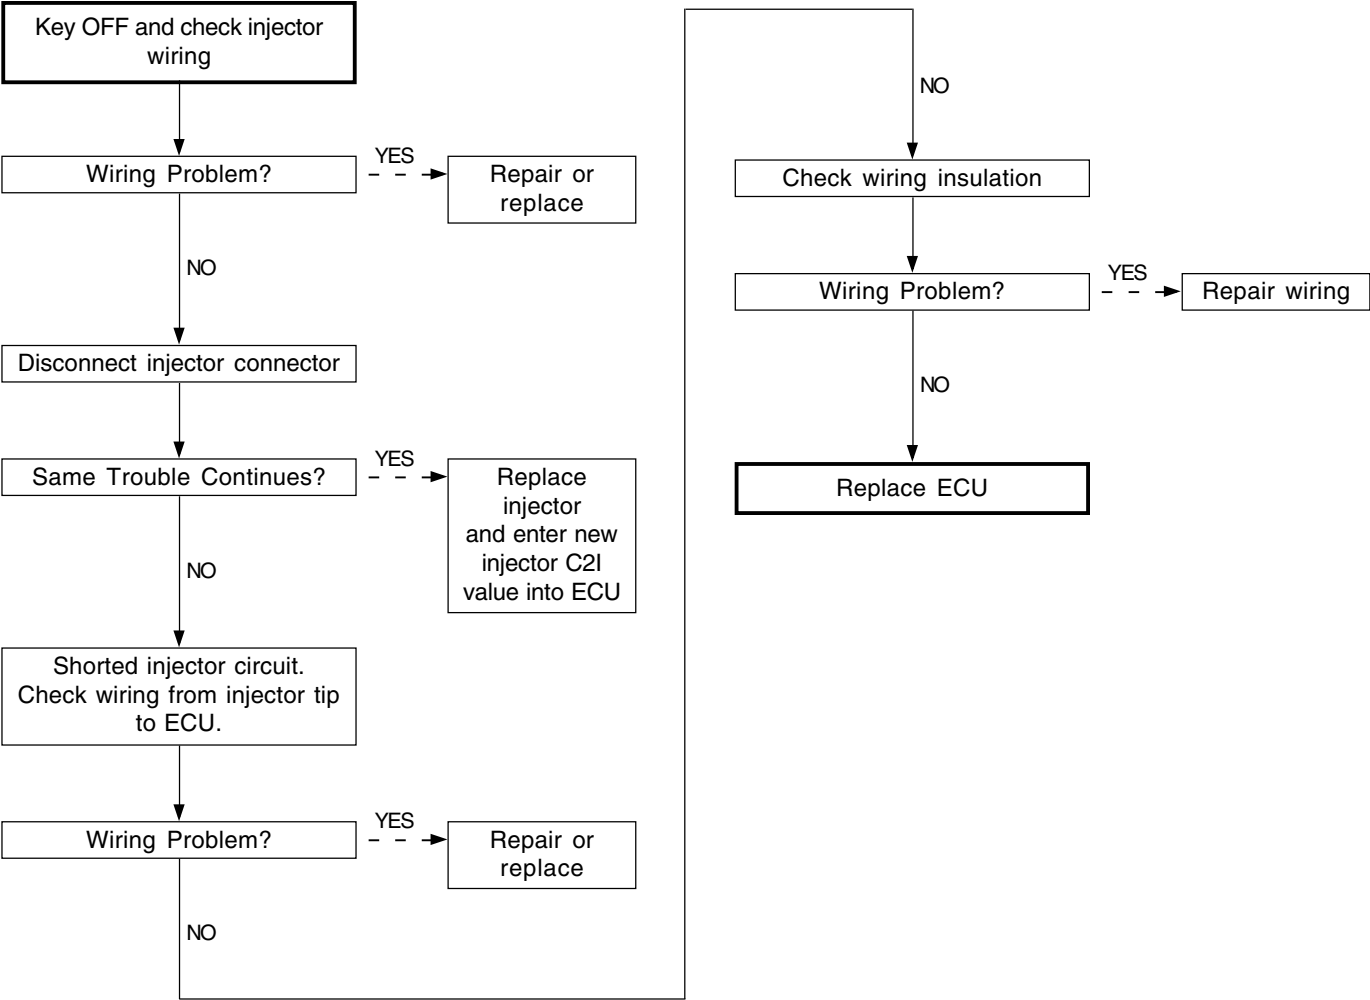 Key OFF and check injector
wiring
Wiring Problem?
YES
Repair or
replace
NO
Disconnect injector connector
Same Trouble Continues?
YES
Replace
injector
and enter new
injector C2I
value into ECU
NO
Shorted injector circuit.
Check wiring from injector tip
to ECU.
Wiring Problem?
YES
Repair or
replace
NO
NO
Check wiring insulation
Wiring Problem?
YES
Repair wiring
NO
Replace ECU